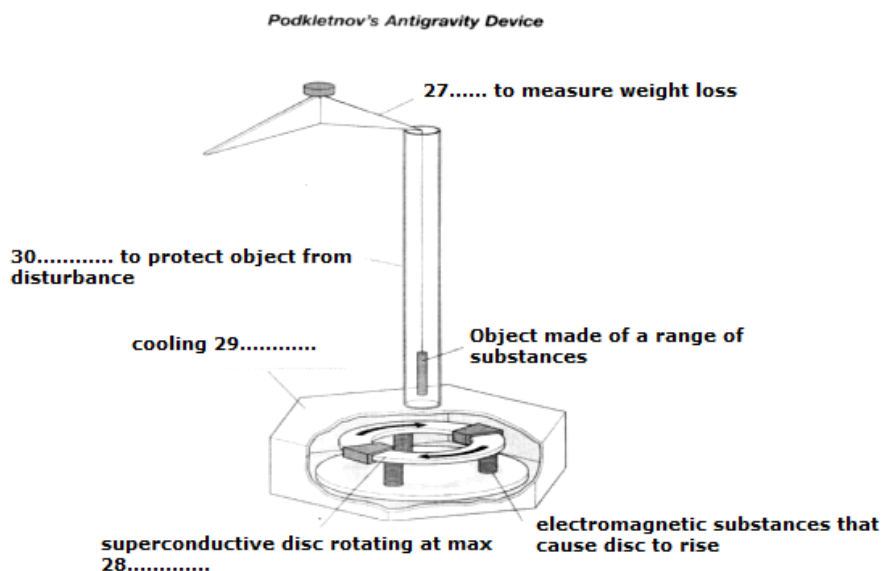 Podkletnov's Antigravity Device
27...... to measure weight loss
30............ to protect object from
disturbance
cooling 29............
Object made of a range of
substances
electromagnetic substances that
cause disc to rise
superconductive disc rotating at max
28.............